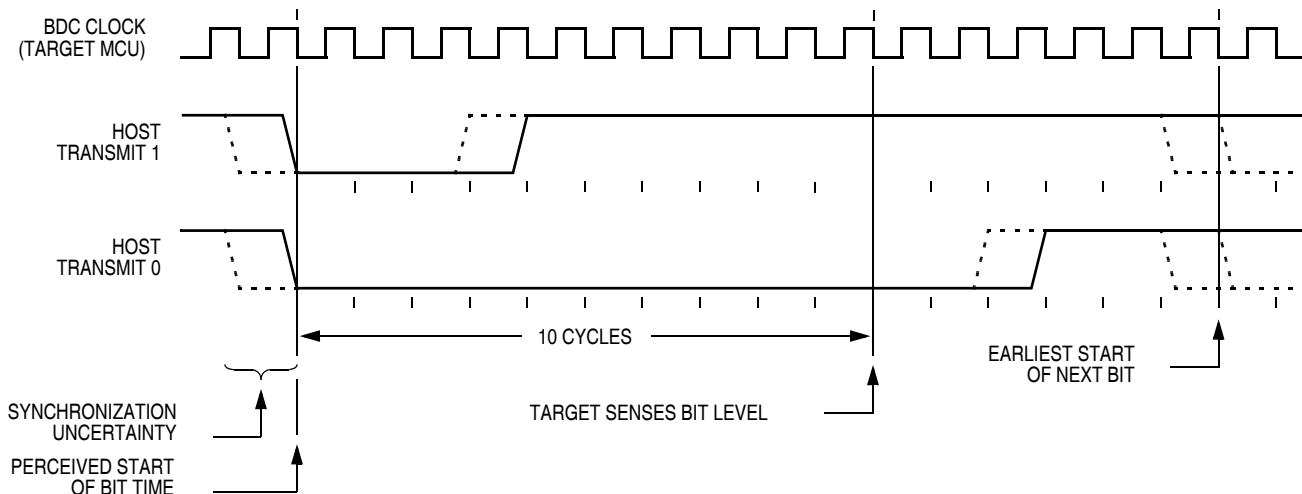 BDC CLOCK
(TARGET MCU)
HOST
TRANSMIT 1
HOST
TRANSMIT 0
10 CYCLES
EARLIEST START
OF NEXT BIT
SYNCHRONIZATION
UNCERTAINTY
TARGET SENSES BIT LEVEL
PERCEIVED START
OF BIT TIME